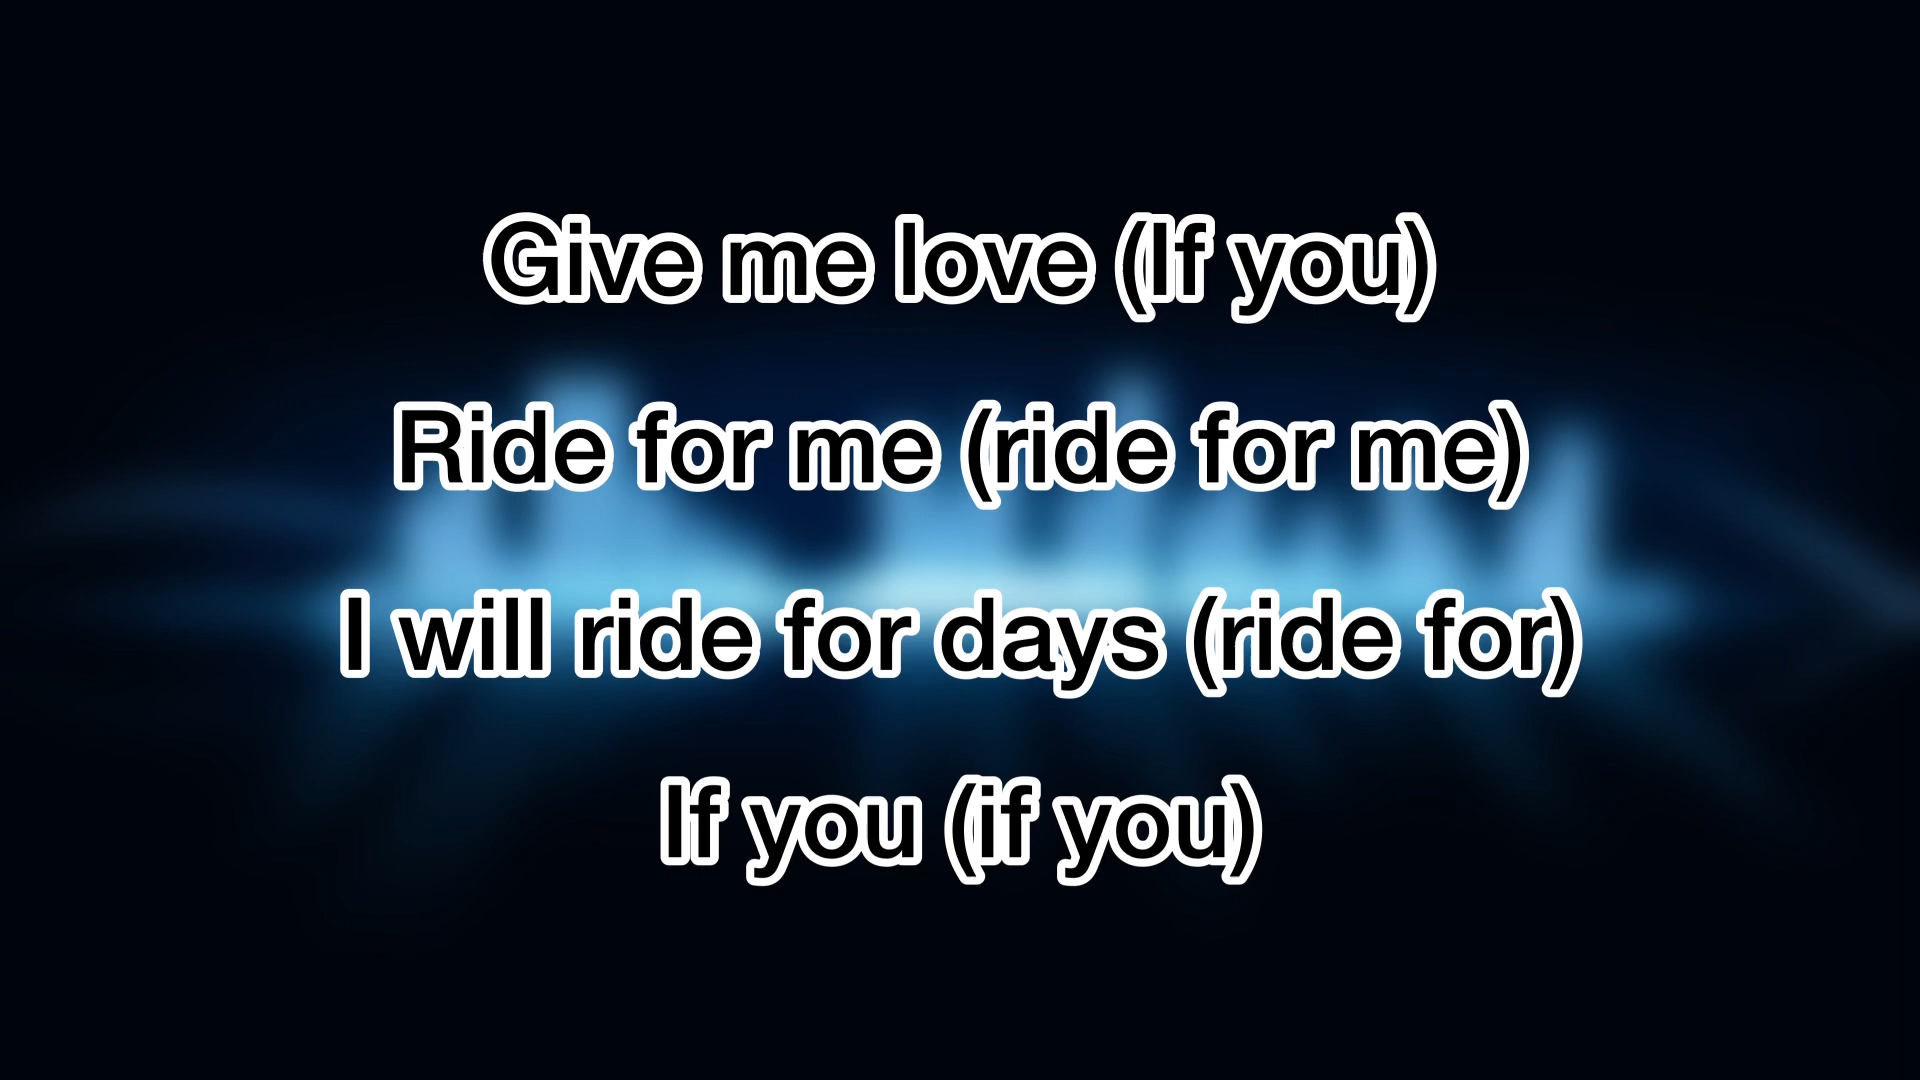 Give me love (If you)
Ride for me (ride for me)
I will ride for days (ride for)
If you (if you)